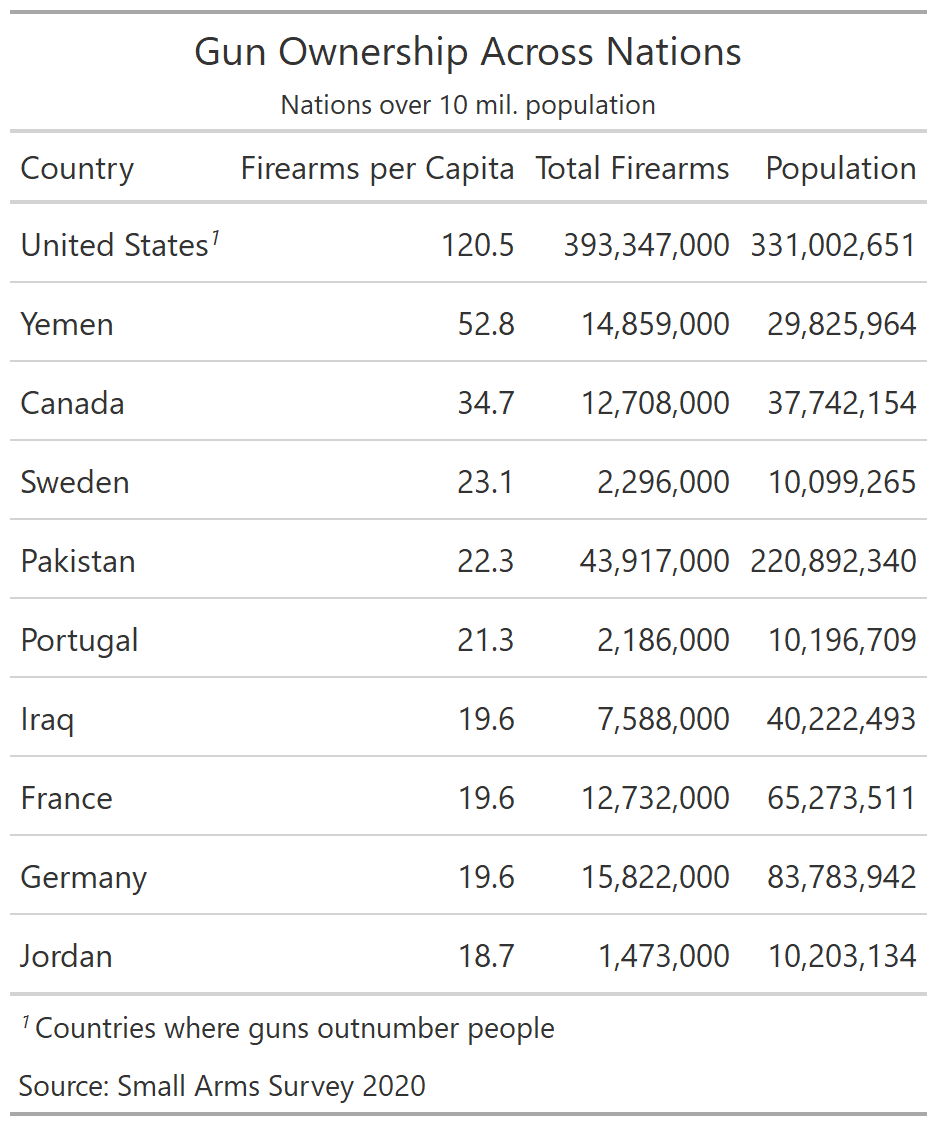 Gun Ownership Across Nations
Nations over 10 mil. population
Country Firearms per Capita Total Firearms Population
United States¹ 120.5 393,347,000 331,002,651
Yemen 52.8 14,859,000 29,825,964
Canada 34.7 12,708,000 37,742,154
Sweden 23.1 2,296,000 10,099,265
Pakistan 22.3 43,917,000 220,892,340
Portugal 21.3 2,186,000 10,196,709
Iraq 19.6 7,588,000 40,222,493
France 19.6 12,732,000 65,273,511
Germany 19.6 15,822,000 83,783,942
Jordan 18.7 1,473,000 10,203,134
¹ Countries where guns outnumber people
Source: Small Arms Survey 2020